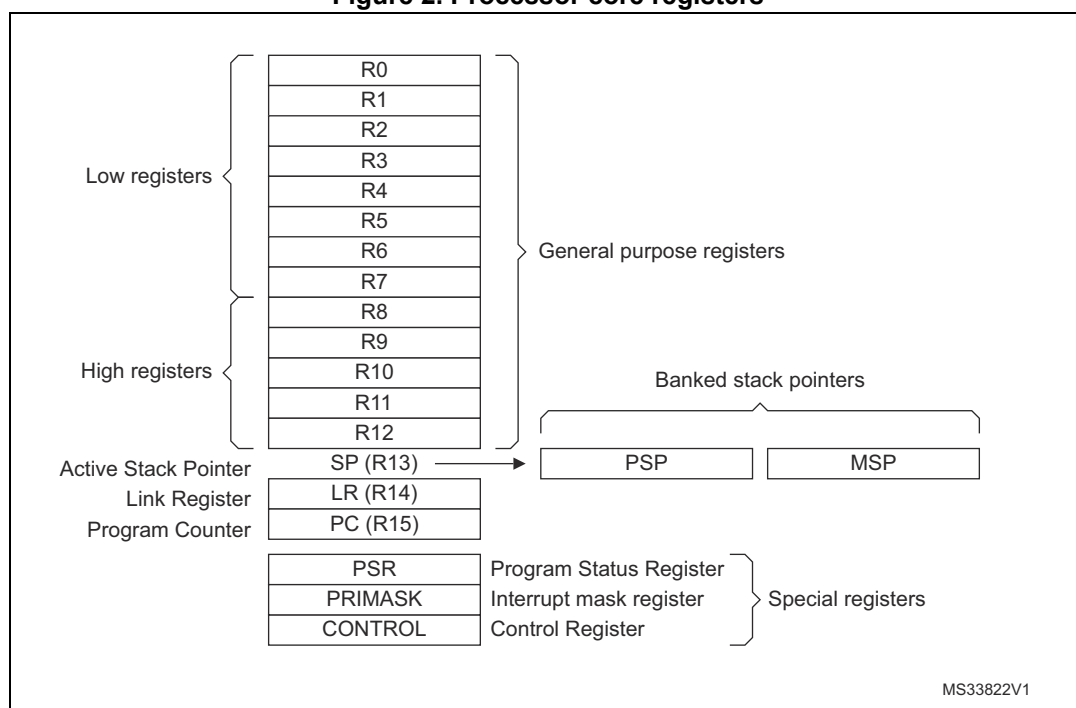 R0
R1
R2
R3
R4
R5
R6
R7
R8
R9
R10
R11
R12
Low registers
High registers
General purpose registers
Banked stack pointers
Active Stack Pointer
SP (R13)
PSP
MSP
Link Register
LR (R14)
Program Counter
PC (R15)
PSR
Program Status Register
PRIMASK
Interrupt mask register
CONTROL
Control Register
Special registers
MS33822V1